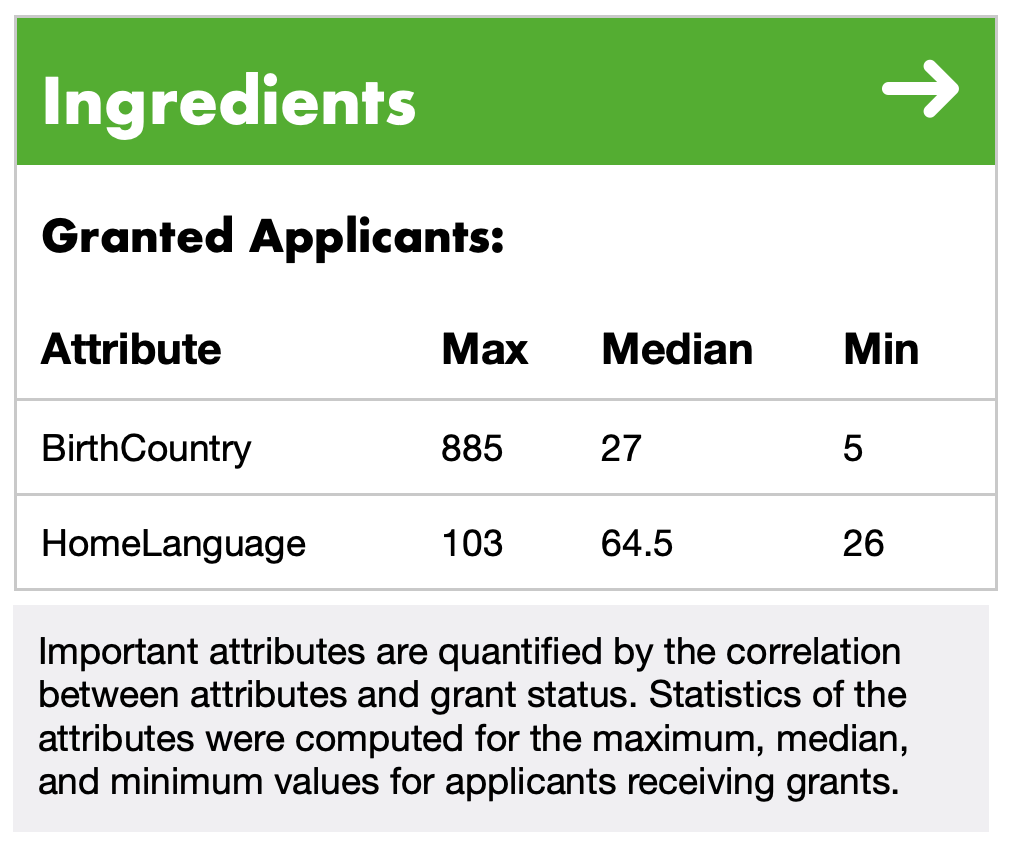 Ingredients
Granted Applicants:
Attribute Max Median Min
BirthCountry 885 27 5
HomeLanguage 103 64.5 26
Important attributes are quantified by the correlation
between attributes and grant status. Statistics of the
attributes were computed for the maximum, median,
and minimum values for applicants receiving grants.